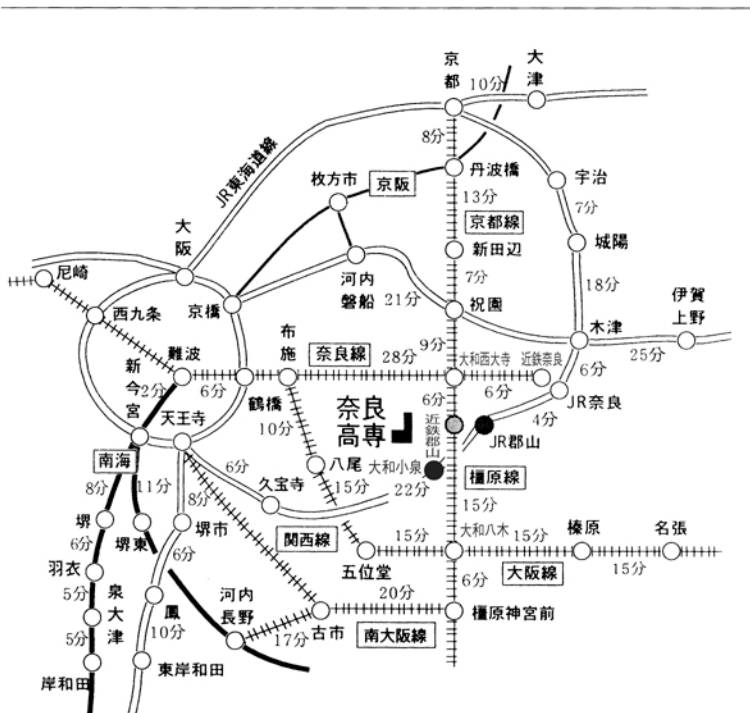 京都
大津
10分
8分
JR東海道線
丹波橋
枚方市
京阪
宇治
13分
7分
京都線
大阪
新田辺
城陽
尼崎
河内磐船
7分
18分
21分
伊賀上野
西九条
京橋
祝園
木津
布施
難波
奈良線
28分
9分
大和西大寺
近鉄奈良
6分
25分
新今宮
2分
6分
鶴橋
6分
6分
JR奈良
4分
天王寺
10分
奈良高専
近鉄郡山
JR郡山
南海
6分
八尾
大和小泉
8分
11分
8分
久宝寺
15分
22分
橿原線
15分
堺
堺東
堺市
関西線
大和八木
15分
榛原
名張
6分
6分
15分
羽衣
五位堂
大阪線
15分
5分
泉大津
鳳
河内長野
20分
6分
5分
10分
17分
古市
南大阪線
橿原神宮前
岸和田
東岸和田